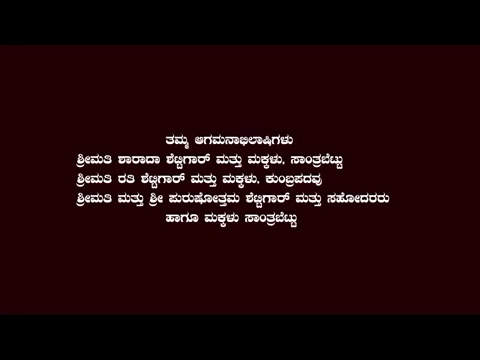 ತಮ್ಮ ಆಗಮನಾಭಿಲಾಷಿಗಳು
ಶ್ರೀಮತಿ ಶಾರಾದಾ ಶೆಟ್ಟಿಗಾರ್ ಮತ್ತು ಮಕ್ಕಳು, ಸಾಂತ್ರಬೆಟ್ಟು
ಶ್ರೀಮತಿ ರತಿ ಶೆಟ್ಟಿಗಾರ್ ಮತ್ತು ಮಕ್ಕಳು, ಕುಂಬ್ರಪದವು
ಶ್ರೀಮತಿ ಮತ್ತು ಶ್ರೀ ಪುರುಷೋತ್ತಮ ಶೆಟ್ಟಿಗಾರ್ ಮತ್ತು ಸಹೋದರರು
ಹಾಗೂ ಮಕ್ಕಳು ಸಾಂತ್ರಬೆಟ್ಟು